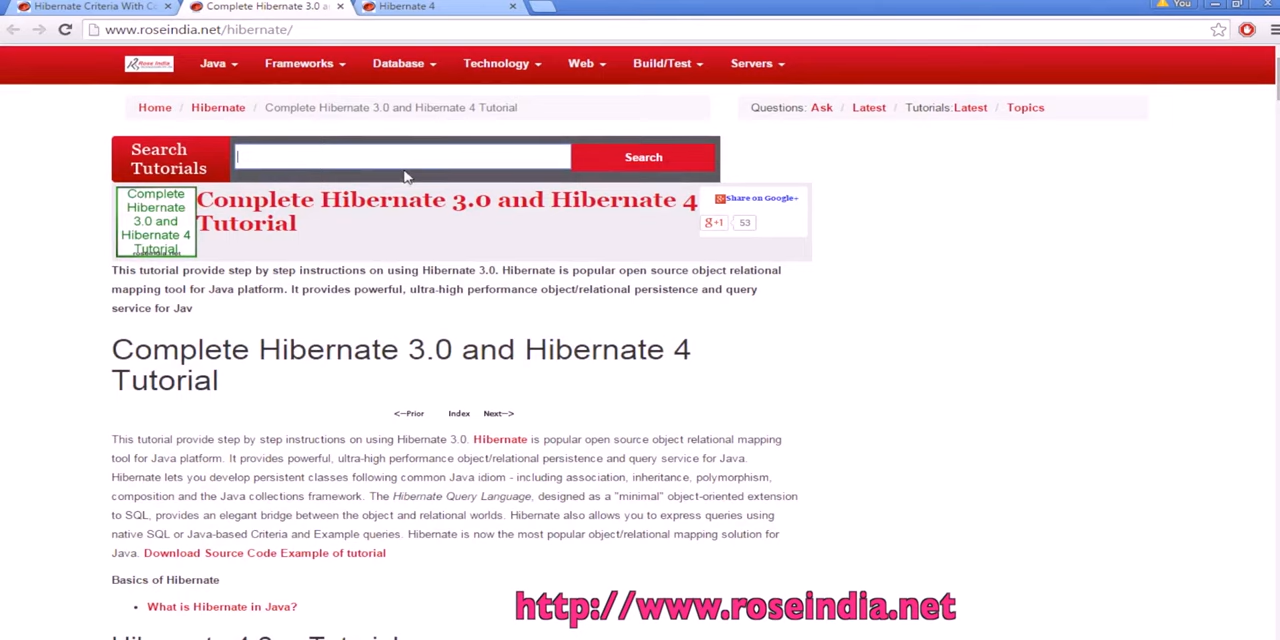 Hibernate Criteria With Co
Complete Hibernate 3.0 a
Hibernate 4
You
www.roseindia.net/hibernate/
Rose India
Java
Frameworks
Database
Technology
Web
Build/Test
Servers
Home / Hibernate / Complete Hibernate 3.0 and Hibernate 4 Tutorial
Questions: Ask / Latest / Tutorials:Latest / Topics
Search
Tutorials
Search
Complete
Hibernate
3.0 and
Hibernate 4
Tutorial
Complete Hibernate 3.0 and Hibernate 4
Tutorial
Share on Google+
g+1 53
This tutorial provide step by step instructions on using Hibernate 3.0. Hibernate is popular open source object relational
mapping tool for Java platform. It provides powerful, ultra-high performance object/relational persistence and query
service for Jav
Complete Hibernate 3.0 and Hibernate 4
Tutorial
<--Prior Index Next-->
This tutorial provide step by step instructions on using Hibernate 3.0. Hibernate is popular open source object relational mapping
tool for Java platform. It provides powerful, ultra-high performance object/relational persistence and query service for Java.
Hibernate lets you develop persistent classes following common Java idiom - including association, inheritance, polymorphism,
composition and the Java collections framework. The Hibernate Query Language, designed as a "minimal" object-oriented extension
to SQL, provides an elegant bridge between the object and relational worlds. Hibernate also allows you to express queries using
native SQL or Java-based Criteria and Example queries. Hibernate is now the most popular object/relational mapping solution for
Java. Download Source Code Example of tutorial
Basics of Hibernate
• What is Hibernate in Java?
http://www.roseindia.net